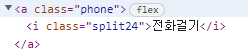 <a class="phone"> flex
<i class="split24">전화걸기</i>
</a>